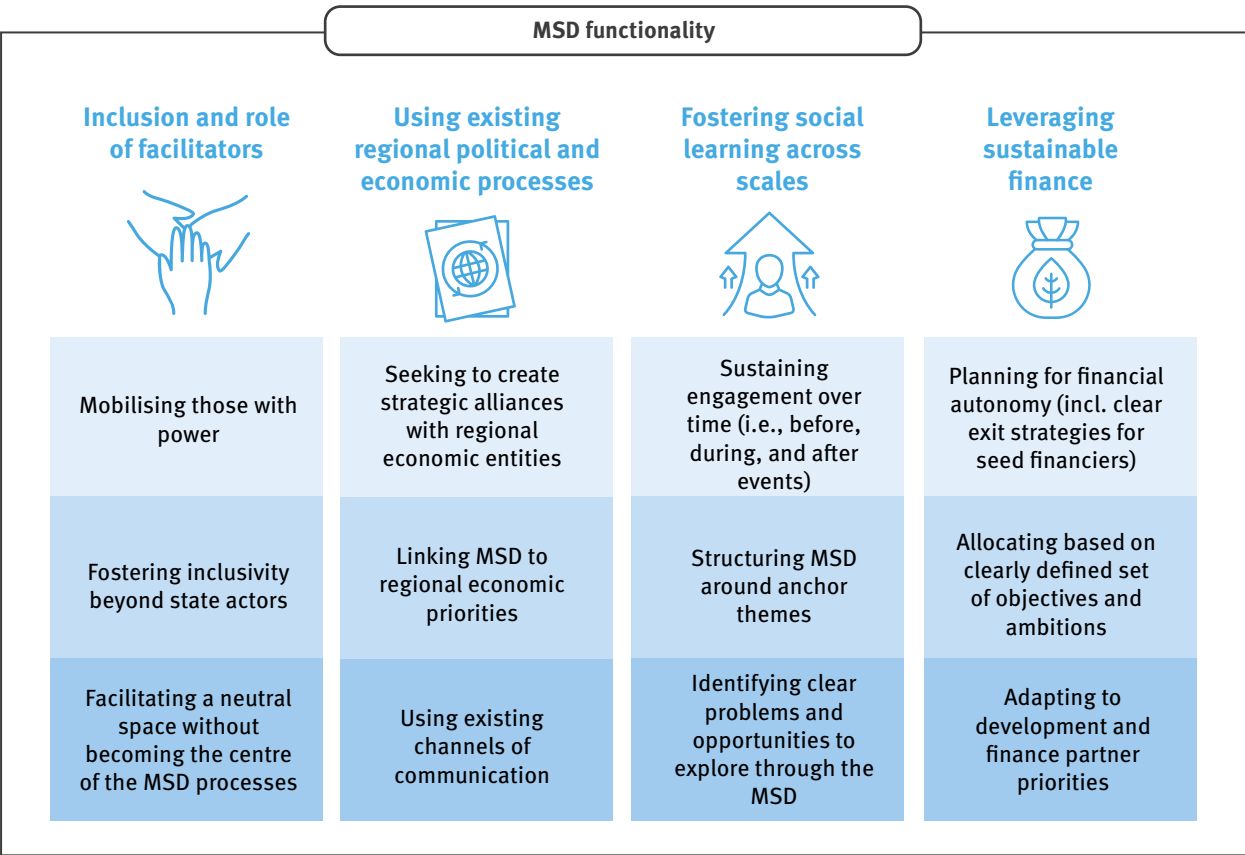 MSD functionality
Inclusion and role
of facilitators
Using existing
regional political and
economic processes
Fostering social
learning across
scales
Leveraging
sustainable
finance
Mobilising those with
power
Seeking to create
strategic alliances
with regional
economic entities
Sustaining
engagement over
time (i.e., before,
during, and after
events)
Planning for financial
autonomy (incl. clear
exit strategies for
seed financiers)
Fostering inclusivity
beyond state actors
Linking MSD to
regional economic
priorities
Structuring MSD
around anchor
themes
Allocating based on
clearly defined set
of objectives and
ambitions
Facilitating a neutral
space without
becoming the centre
of the MSD processes
Using existing
channels of
communication
Identifying clear
problems and
opportunities to
explore through the
MSD
Adapting to
development and
finance partner
priorities